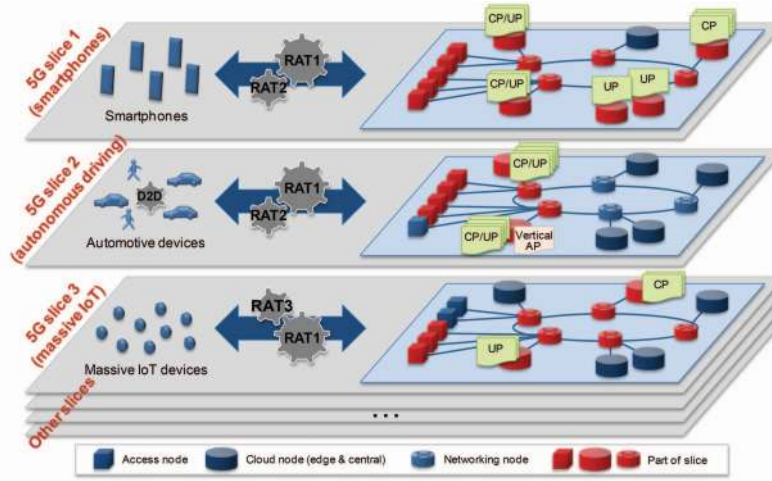 5G slice 1
(smartphones)
Smartphones
RAT1
RAT2
CP/UP
CP/UP
UP
UP
CP
5G slice 2
(autonomous driving)
D2D
Automotive devices
RAT1
RAT2
CP/UP
CP/UP
Vertical
AP
5G slice 3
(massive IoT)
Massive IoT devices
RAT3
RAT1
UP
CP
Other slices
...
Access node
Cloud node (edge & central)
Networking node
Part of slice